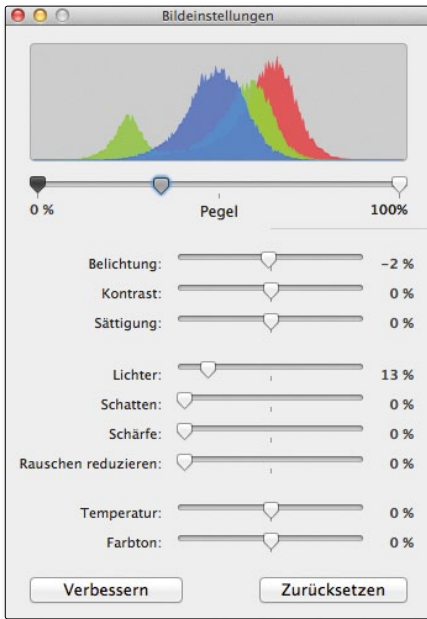 Bildeinstellungen
0 % Pegel 100%
Belichtung: −2 %
Kontrast: 0 %
Sättigung: 0 %
Lichter: 13 %
Schatten: 0 %
Schärfe: 0 %
Rauschen reduzieren: 0 %
Temperatur: 0 %
Farbton: 0 %
Verbessern Zurücksetzen